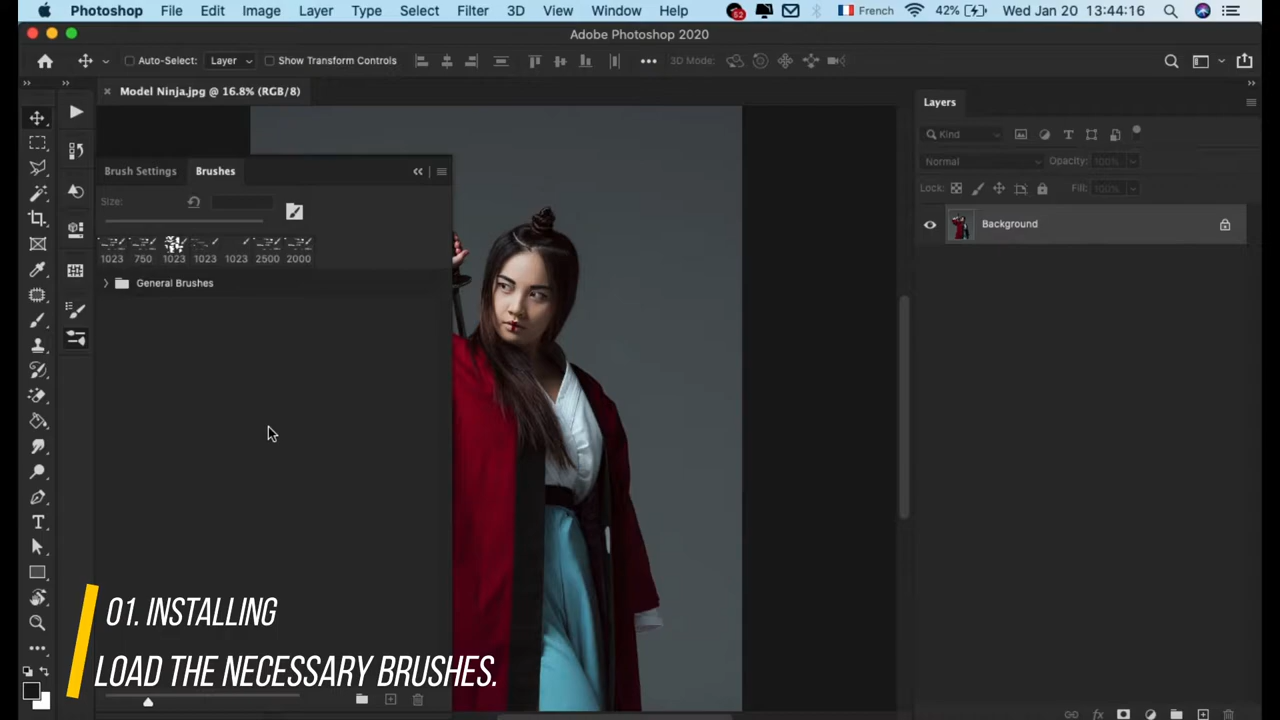 Photoshop File Edit Image Layer Type Select Filter 3D View Window Help 52 French 42% Wed Jan 20 13:44:16
Adobe Photoshop 2020
Auto-Select: Layer Show Transform Controls 3D Mode:
Model Ninja.jpg @ 16.8% (RGB/8)
Layers
Kind
Brush Settings Brushes
Normal Opacity: 100%
Lock: Fill: 100%
Size:
Background
1023 750 1023 1023 1023 2500 2000
General Brushes
01. INSTALLING
LOAD THE NECESSARY BRUSHES.